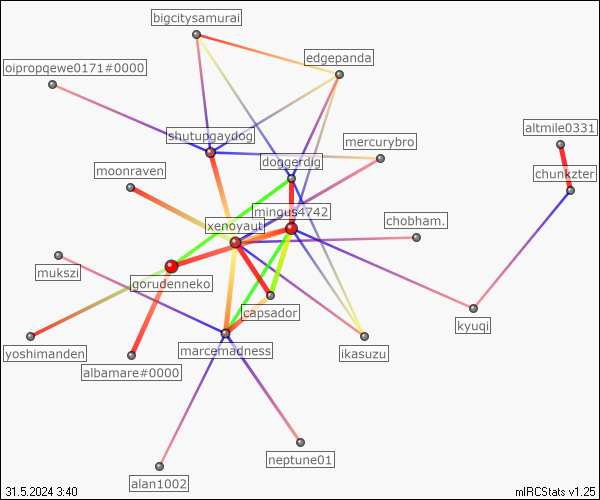 bigcitysamurai
edgepanda
oipropqewe0171#0000
altmile0331
shutupgaydog
mercurybro
doggerdig
moonraven
chunkzter
mingus4742
xenoyaut
chobham.
mukszi
gorudenneko
capsador
kyuqi
yoshimanden
marcemadness
ikasuzu
albamare#0000
neptune01
alan1002
31.5.2024 3:40
mIRCStats v1.25